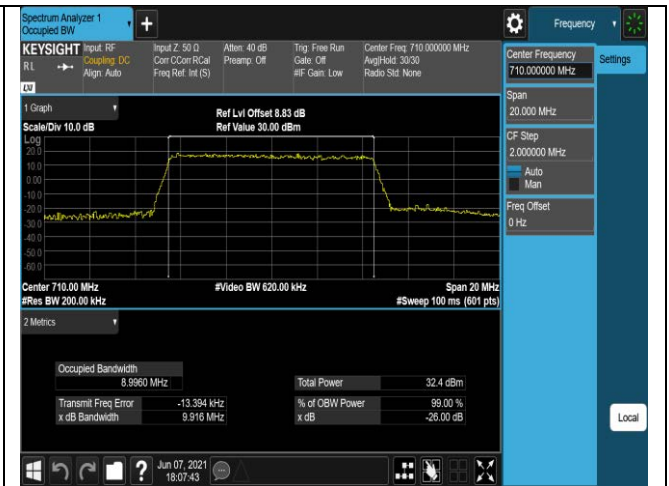 Spectrum Analyzer 1
Occupied BW
+
Frequency
KEYSIGHT Input: RF
R L
Coupling: DC
Align: Auto
Input Z: 50 Ω
Corr CCorr RCal
Freq Ref: Int (S)
Atten: 40 dB
Preamp: Off
Trig: Free Run
Gate: Off
#IF Gain: Low
Center Freq: 710.000000 MHz
Avg|Hold: 30/30
Radio Std: None
Center Frequency
710.000000 MHz
Settings
Span
20.000 MHz
CF Step
2.000000 MHz
Auto
Man
Freq Offset
0 Hz
1 Graph
Scale/Div 10.0 dB
Ref Lvl Offset 8.83 dB
Ref Value 30.00 dBm
Log
20.0
10.0
0.00
-10.0
-20.0
-30.0
-40.0
-50.0
-60.0
Center 710.00 MHz
#Res BW 200.00 kHz
#Video BW 620.00 kHz
Span 20 MHz
#Sweep 100 ms (601 pts)
2 Metrics
Occupied Bandwidth
8.9960 MHz
Total Power 32.4 dBm
Transmit Freq Error -13.394 kHz
% of OBW Power 99.00 %
x dB Bandwidth 9.916 MHz
x dB -26.00 dB
Local
?
Jun 07, 2021
18:07:43